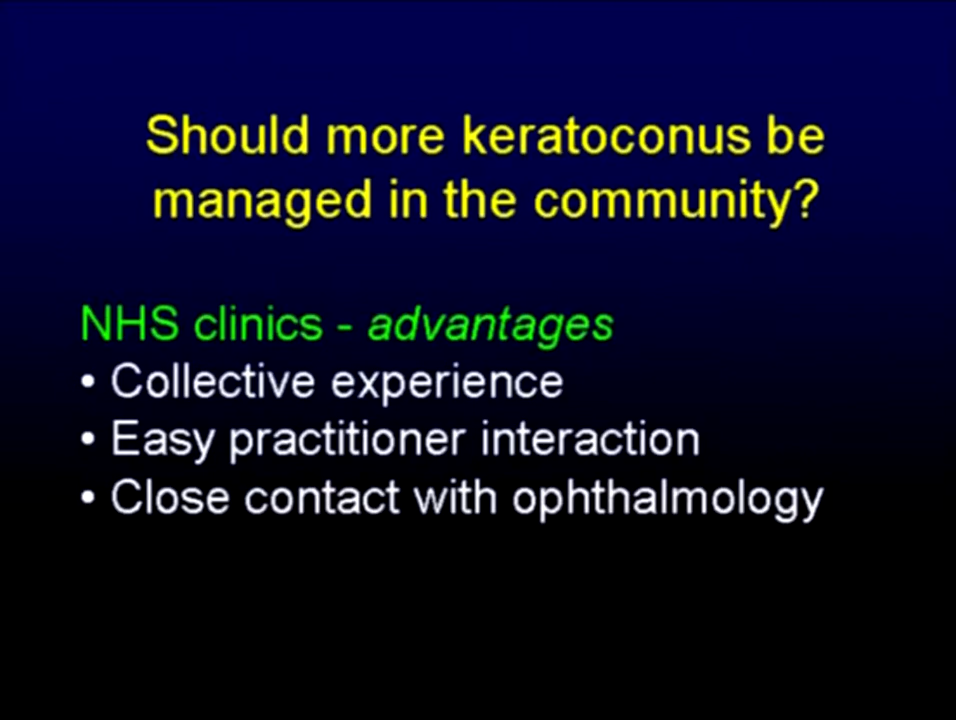 Should more keratoconus be
managed in the community?
NHS clinics - advantages
• Collective experience
• Easy practitioner interaction
• Close contact with ophthalmology